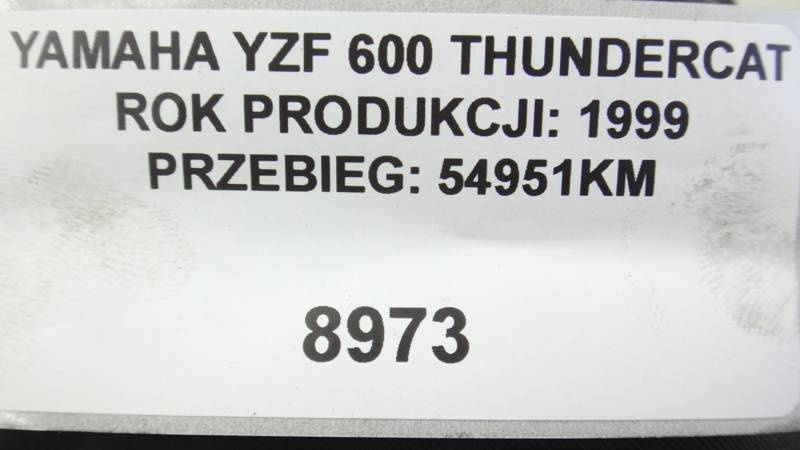 YAMAHA YZF 600 THUNDERCAT
ROK PRODUKCJI: 1999
PRZEBIEG: 54951KM
8973